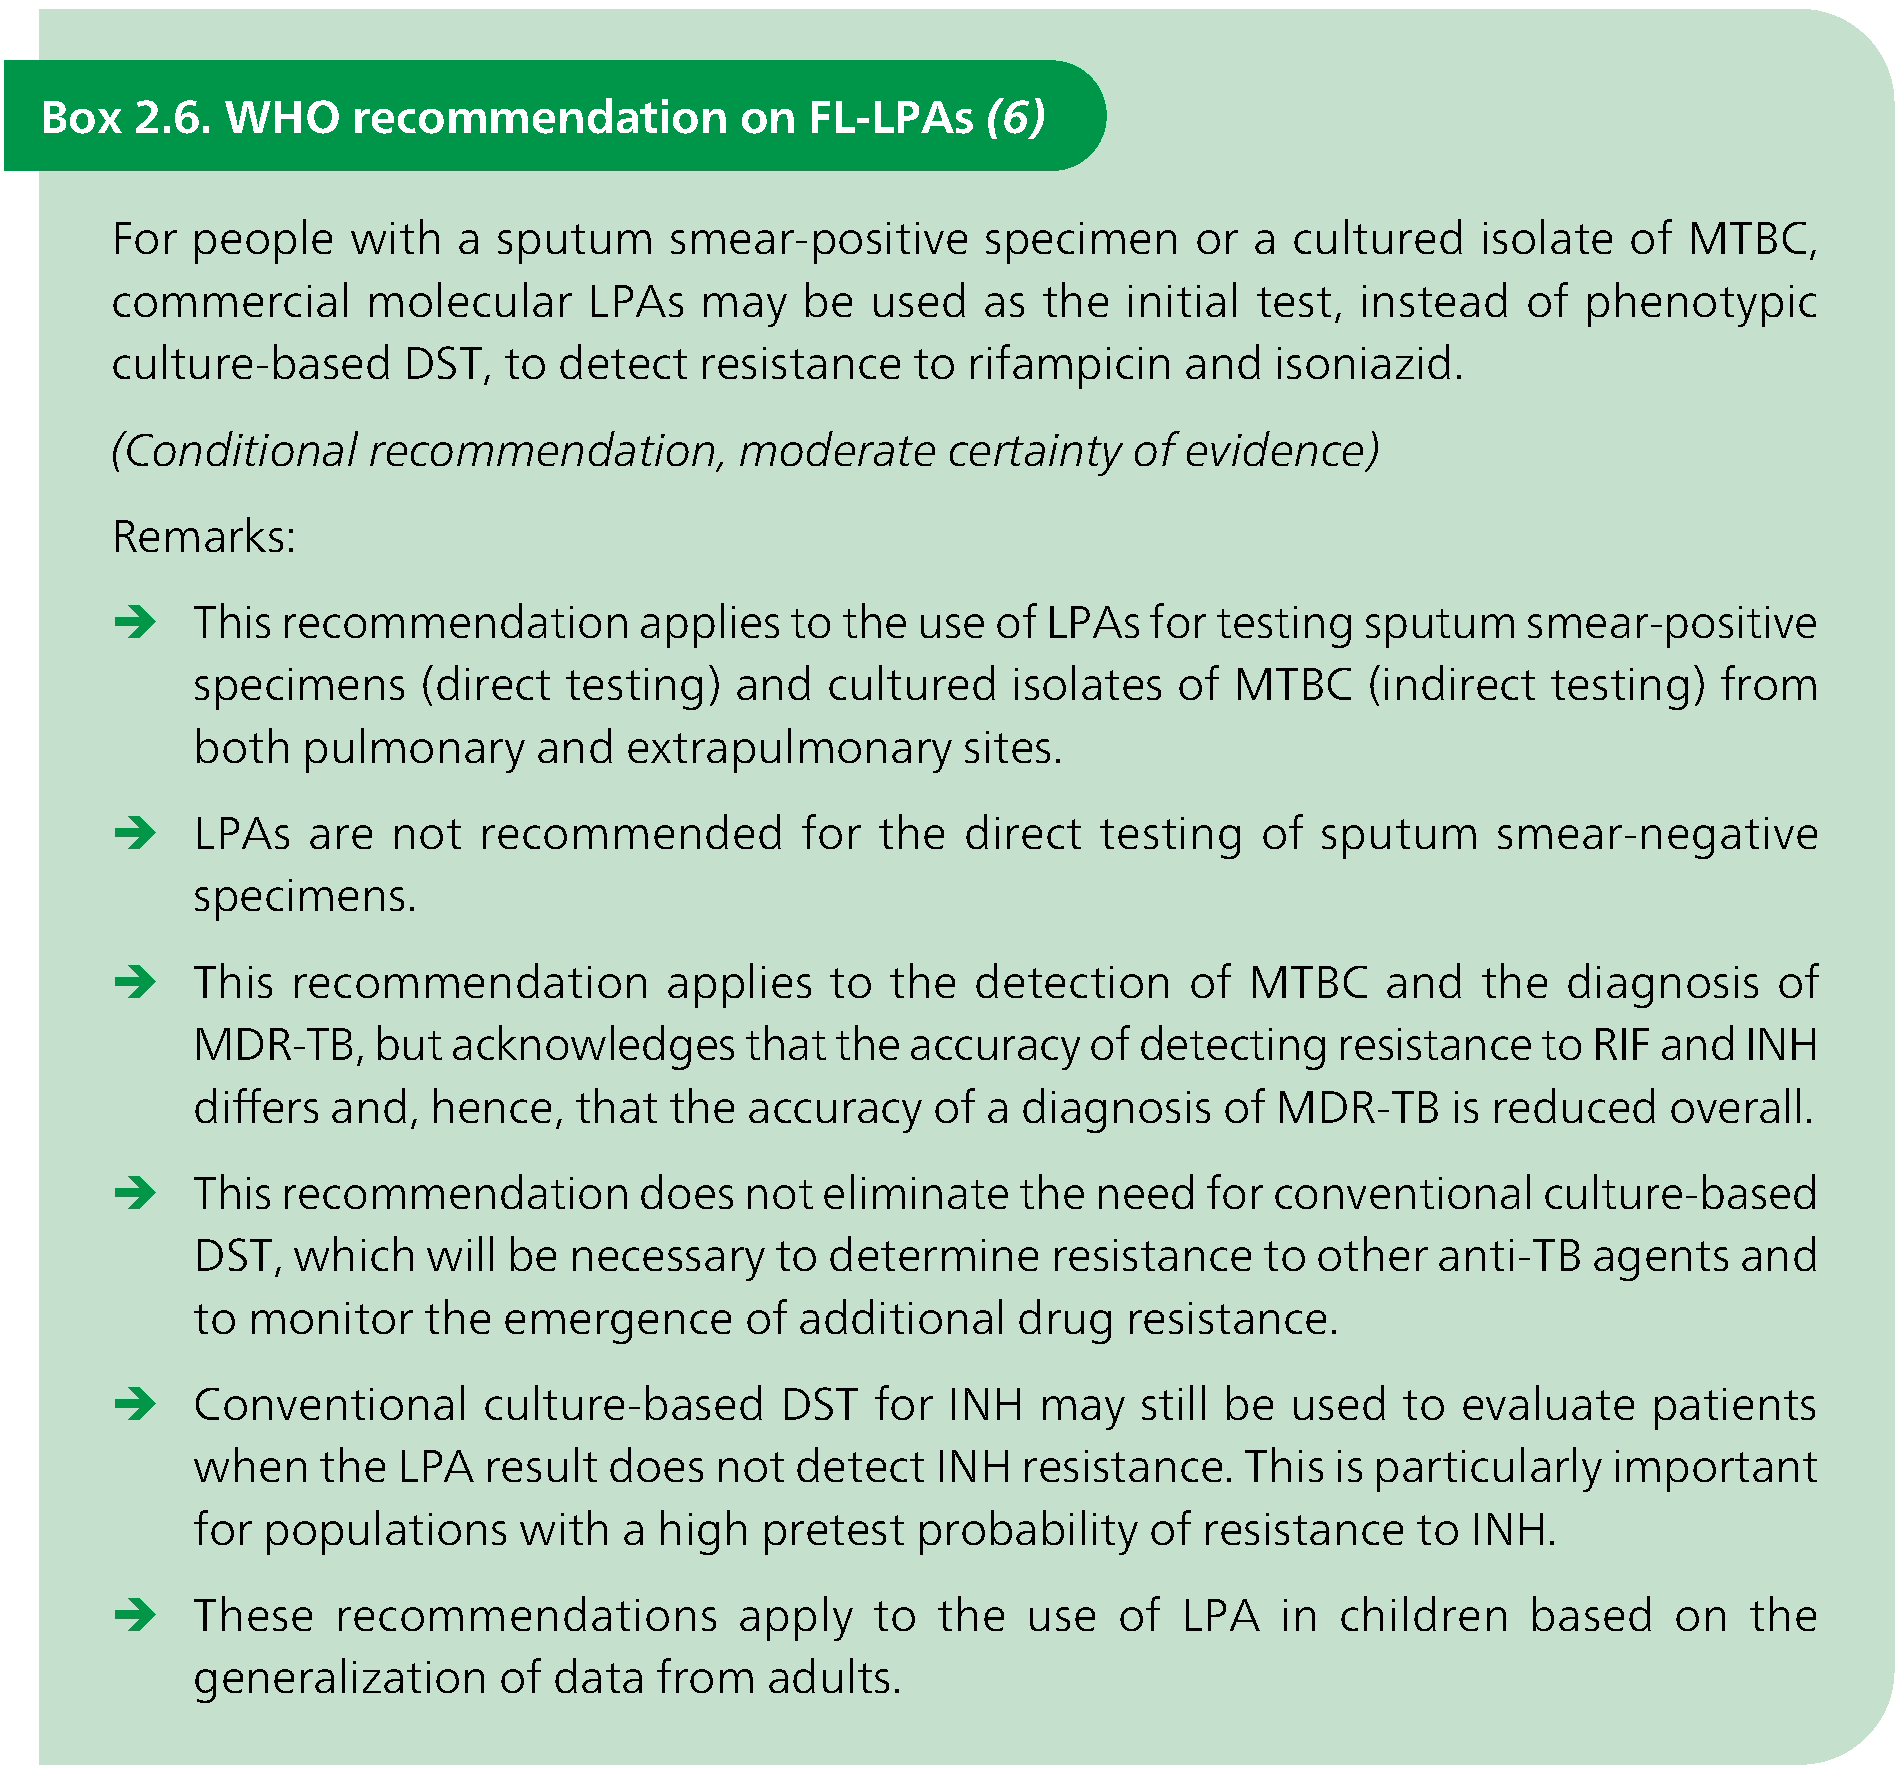 Box 2.6. WHO recommendation on FL-LPAs (6)
For people with a sputum smear-positive specimen or a cultured isolate of MTBC,
commercial molecular LPAs may be used as the initial test, instead of phenotypic
culture-based DST, to detect resistance to rifampicin and isoniazid.
(Conditional recommendation, moderate certainty of evidence)
Remarks:
➔ This recommendation applies to the use of LPAs for testing sputum smear-positive
specimens (direct testing) and cultured isolates of MTBC (indirect testing) from
both pulmonary and extrapulmonary sites.
➔ LPAs are not recommended for the direct testing of sputum smear-negative
specimens.
➔ This recommendation applies to the detection of MTBC and the diagnosis of
MDR-TB, but acknowledges that the accuracy of detecting resistance to RIF and INH
differs and, hence, that the accuracy of a diagnosis of MDR-TB is reduced overall.
➔ This recommendation does not eliminate the need for conventional culture-based
DST, which will be necessary to determine resistance to other anti-TB agents and
to monitor the emergence of additional drug resistance.
➔ Conventional culture-based DST for INH may still be used to evaluate patients
when the LPA result does not detect INH resistance. This is particularly important
for populations with a high pretest probability of resistance to INH.
➔ These recommendations apply to the use of LPA in children based on the
generalization of data from adults.